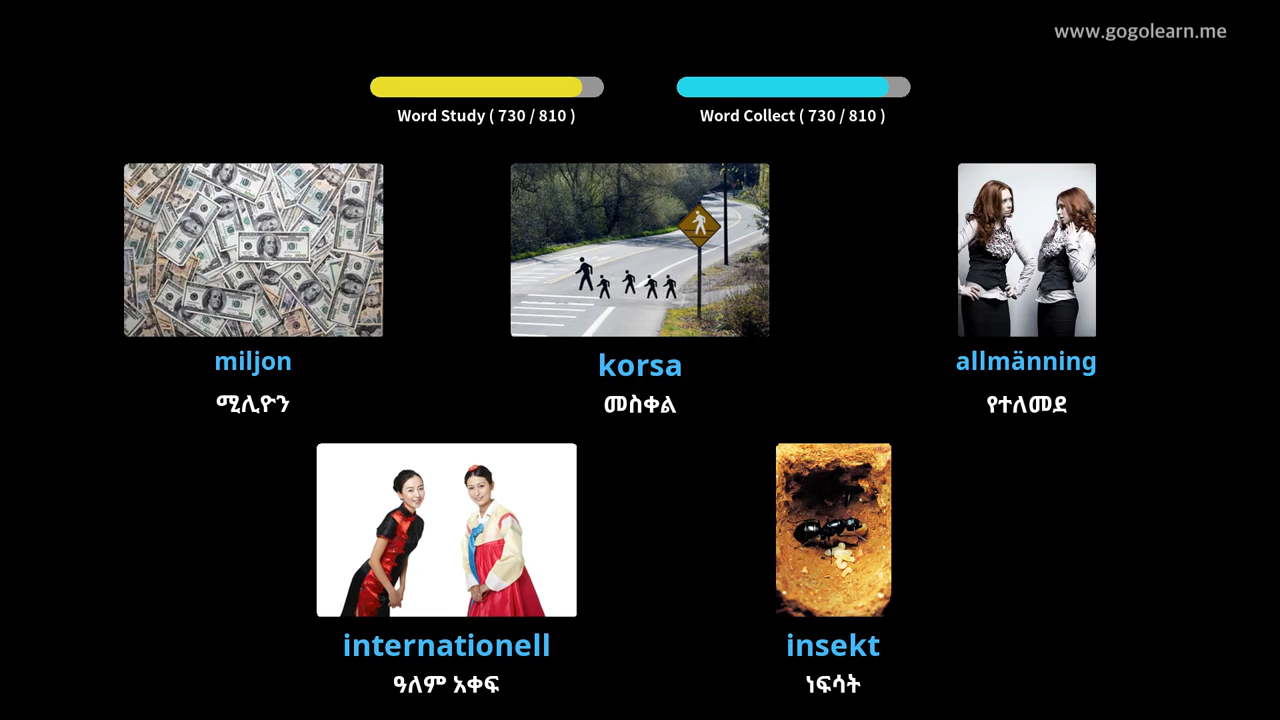 www.gogolearn.me
Word Study ( 730 / 810 )
Word Collect ( 730 / 810 )
miljon
korsa
allmänning
ሚሊዮን
መስቀል
የተለመደ
internationell
insekt
ዓለም አቀፍ
ነፍሳት